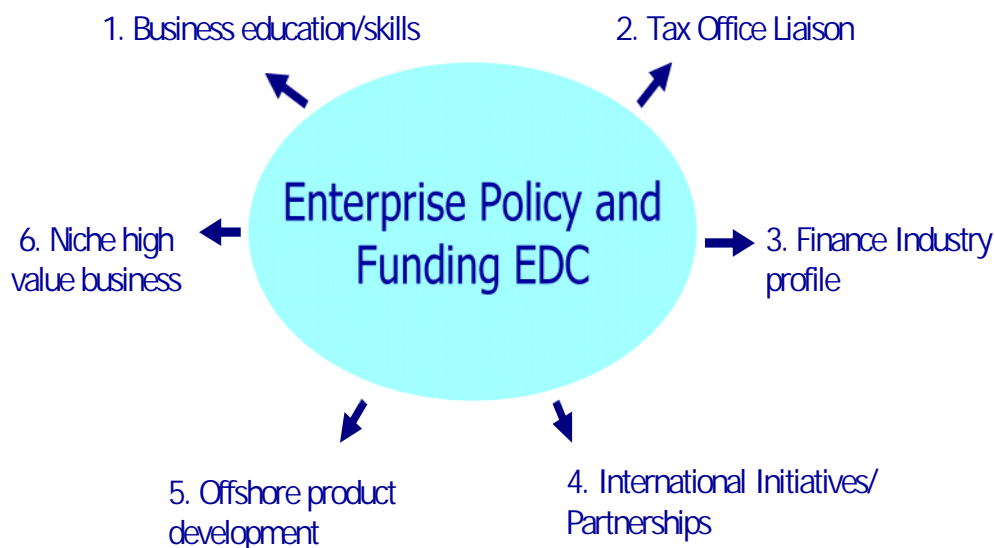 1. Business education/skills
2. Tax Office Liaison
Enterprise Policy and
Funding EDC
6. Niche high
value business
3. Finance Industry
profile
5. Offshore product
development
4. International Initiatives/
Partnerships